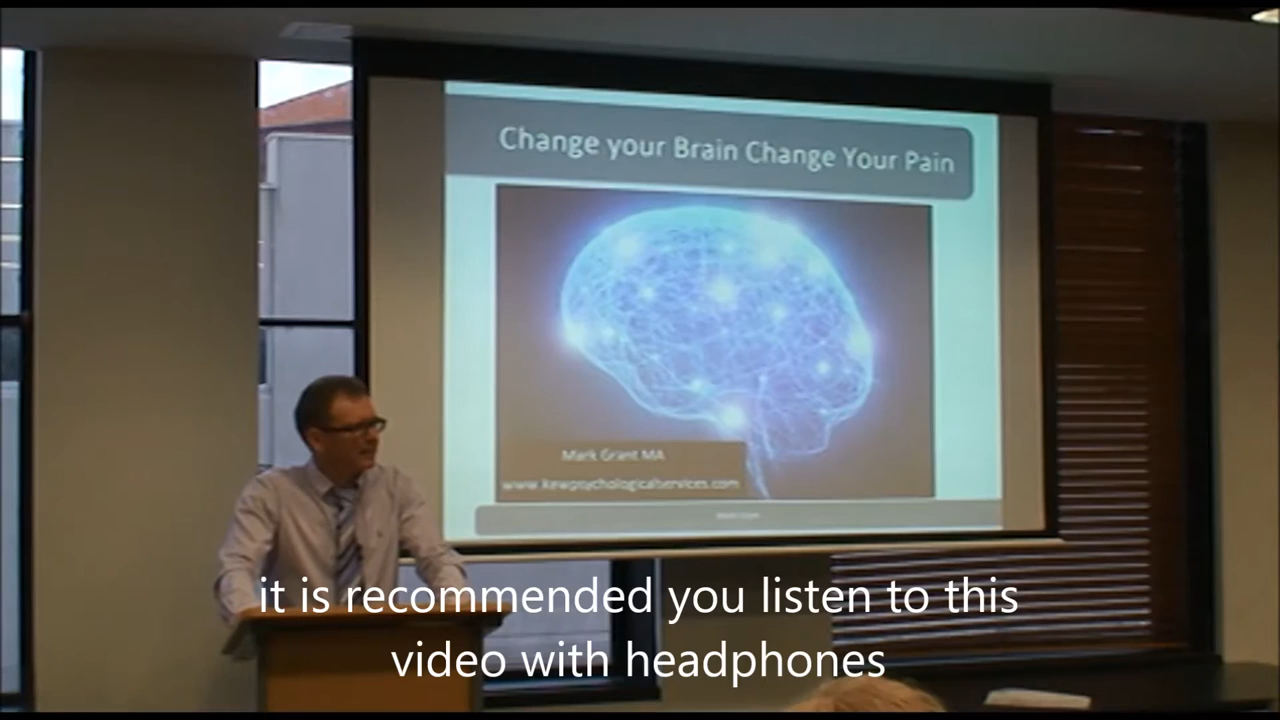 Change your Brain Change Your Pain
Mark Grant MA
www.kewpsychologicalservices.com
it is recommended you listen to this
video with headphones